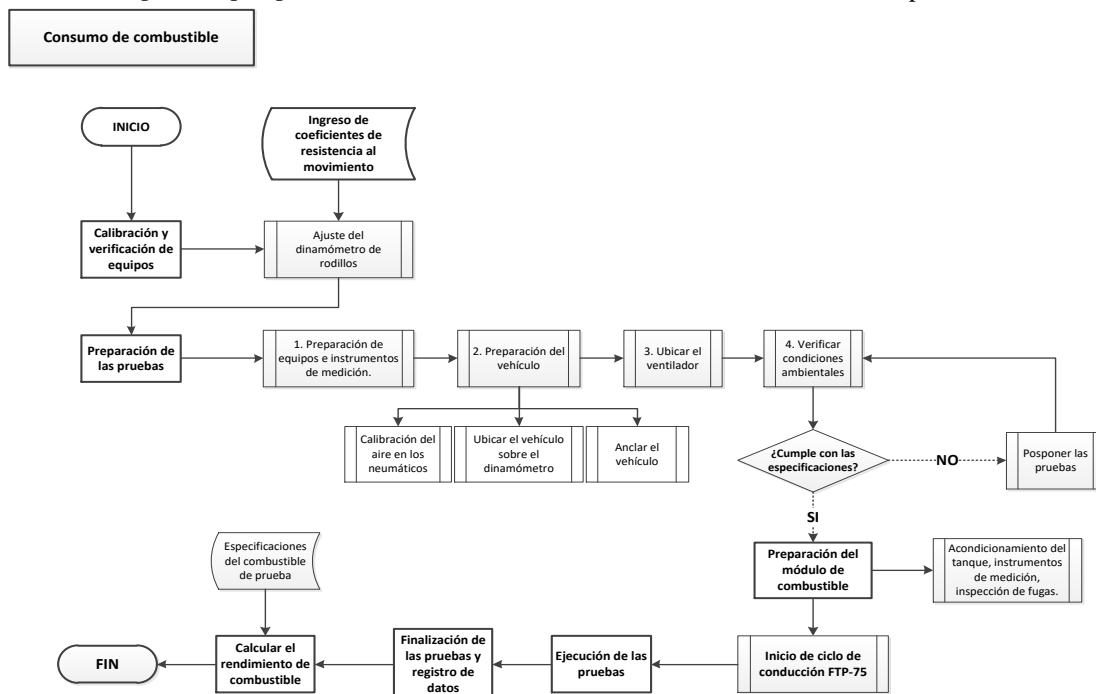 Consumo de combustible
INICIO
Ingreso de
coeficientes de
resistencia al
movimiento
Calibración y
verificación de
equipos
Ajuste del
dinamómetro de
rodillos
Preparación de
las pruebas
1. Preparación de
equipos e instrumentos
de medición.
2. Preparación del
vehículo
3. Ubicar el
ventilador
4. Verificar
condiciones
ambientales
Calibración del
aire en los
neumáticos
Ubicar el vehículo
sobre el
dinamómetro
Anclar el
vehículo
¿Cumple con las
especificaciones?
NO
Posponer las
pruebas
SI
Especificaciones
del combustible
de prueba
Preparación del
módulo de
combustible
Acondicionamiento del
tanque, instrumentos
de medición,
inspección de fugas.
FIN
Calcular el
rendimiento de
combustible
Finalización de
las pruebas y
registro de
datos
Ejecución de las
pruebas
Inicio de ciclo de
conducción FTP-75